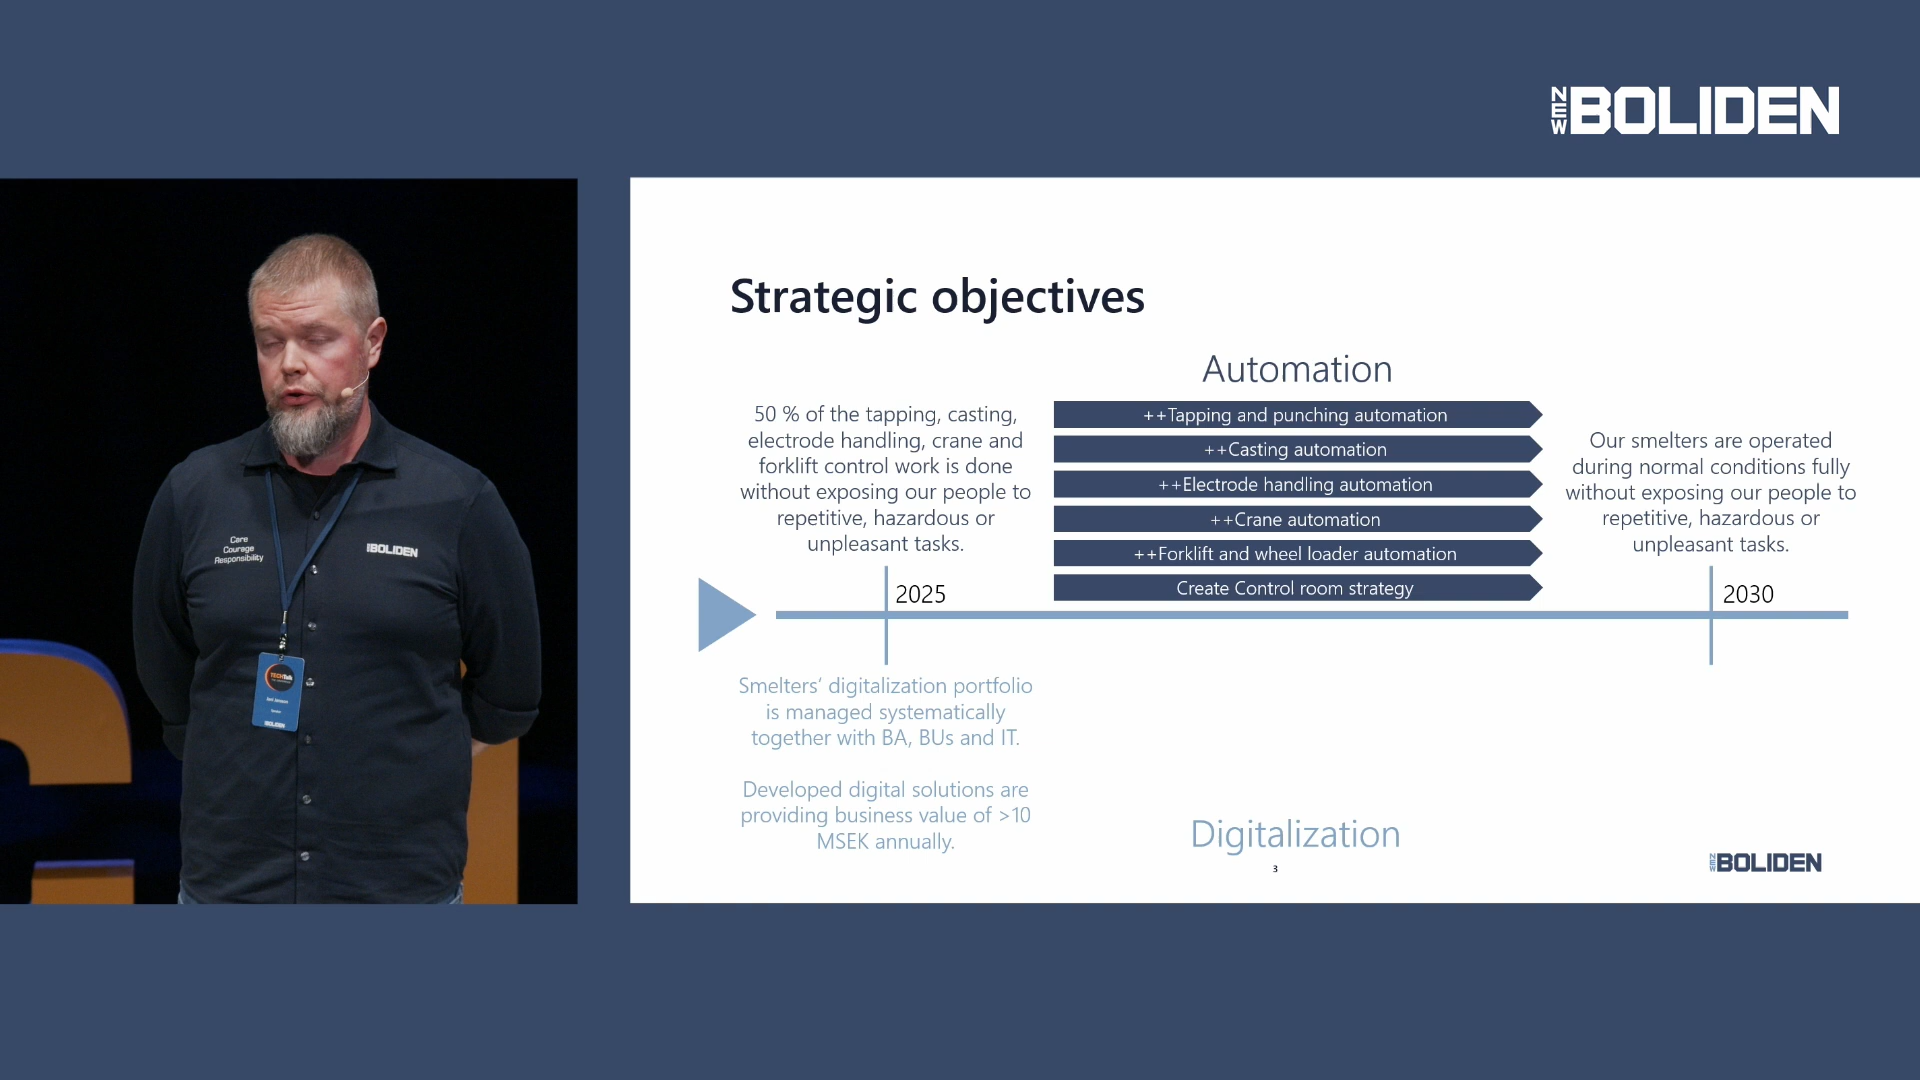 NEW BOLIDEN
Care
Courage
Responsibility
BOLIDEN
TECHTalk
BOLIDEN
Strategic objectives
Automation
50 % of the tapping, casting,
electrode handling, crane and
forklift control work is done
without exposing our people to
repetitive, hazardous or
unpleasant tasks.
++Tapping and punching automation
++Casting automation
++Electrode handling automation
++Crane automation
++Forklift and wheel loader automation
Create Control room strategy
Our smelters are operated
during normal conditions fully
without exposing our people to
repetitive, hazardous or
unpleasant tasks.
2025
2030
Smelters’ digitalization portfolio
is managed systematically
together with BA, BUs and IT.
Developed digital solutions are
providing business value of >10
MSEK annually.
Digitalization
3
NEW BOLIDEN